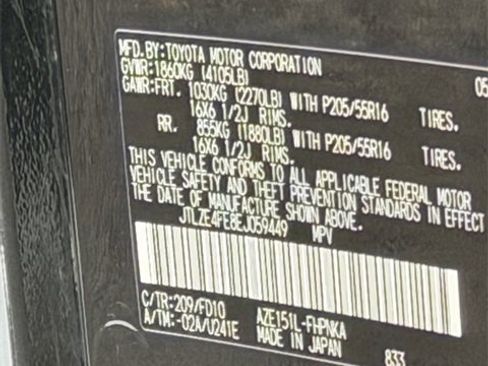 MFD.BY:TOYOTA MOTOR CORPORATION 05
GVWR:1860KG (4105LB)
GAWR:FRT. 1030KG (2270LB) WITH P205/55R16 TIRES.
16X6 1/2J RIMS.
RR. 855KG (1880LB) WITH P205/55R16 TIRES.
16X6 1/2J RIMS.
THIS VEHICLE CONFORMS TO ALL APPLICABLE FEDERAL MOTOR
VEHICLE SAFETY AND THEFT PREVENTION STANDARDS IN EFFECT
THE DATE OF MANUFACTURE SHOWN ABOVE.
JTLZE4FE8EJ059449 MPV
C/TR:209/FD10 AZE151L-FHPNKA
A/TM:-02A/U241E MADE IN JAPAN 833